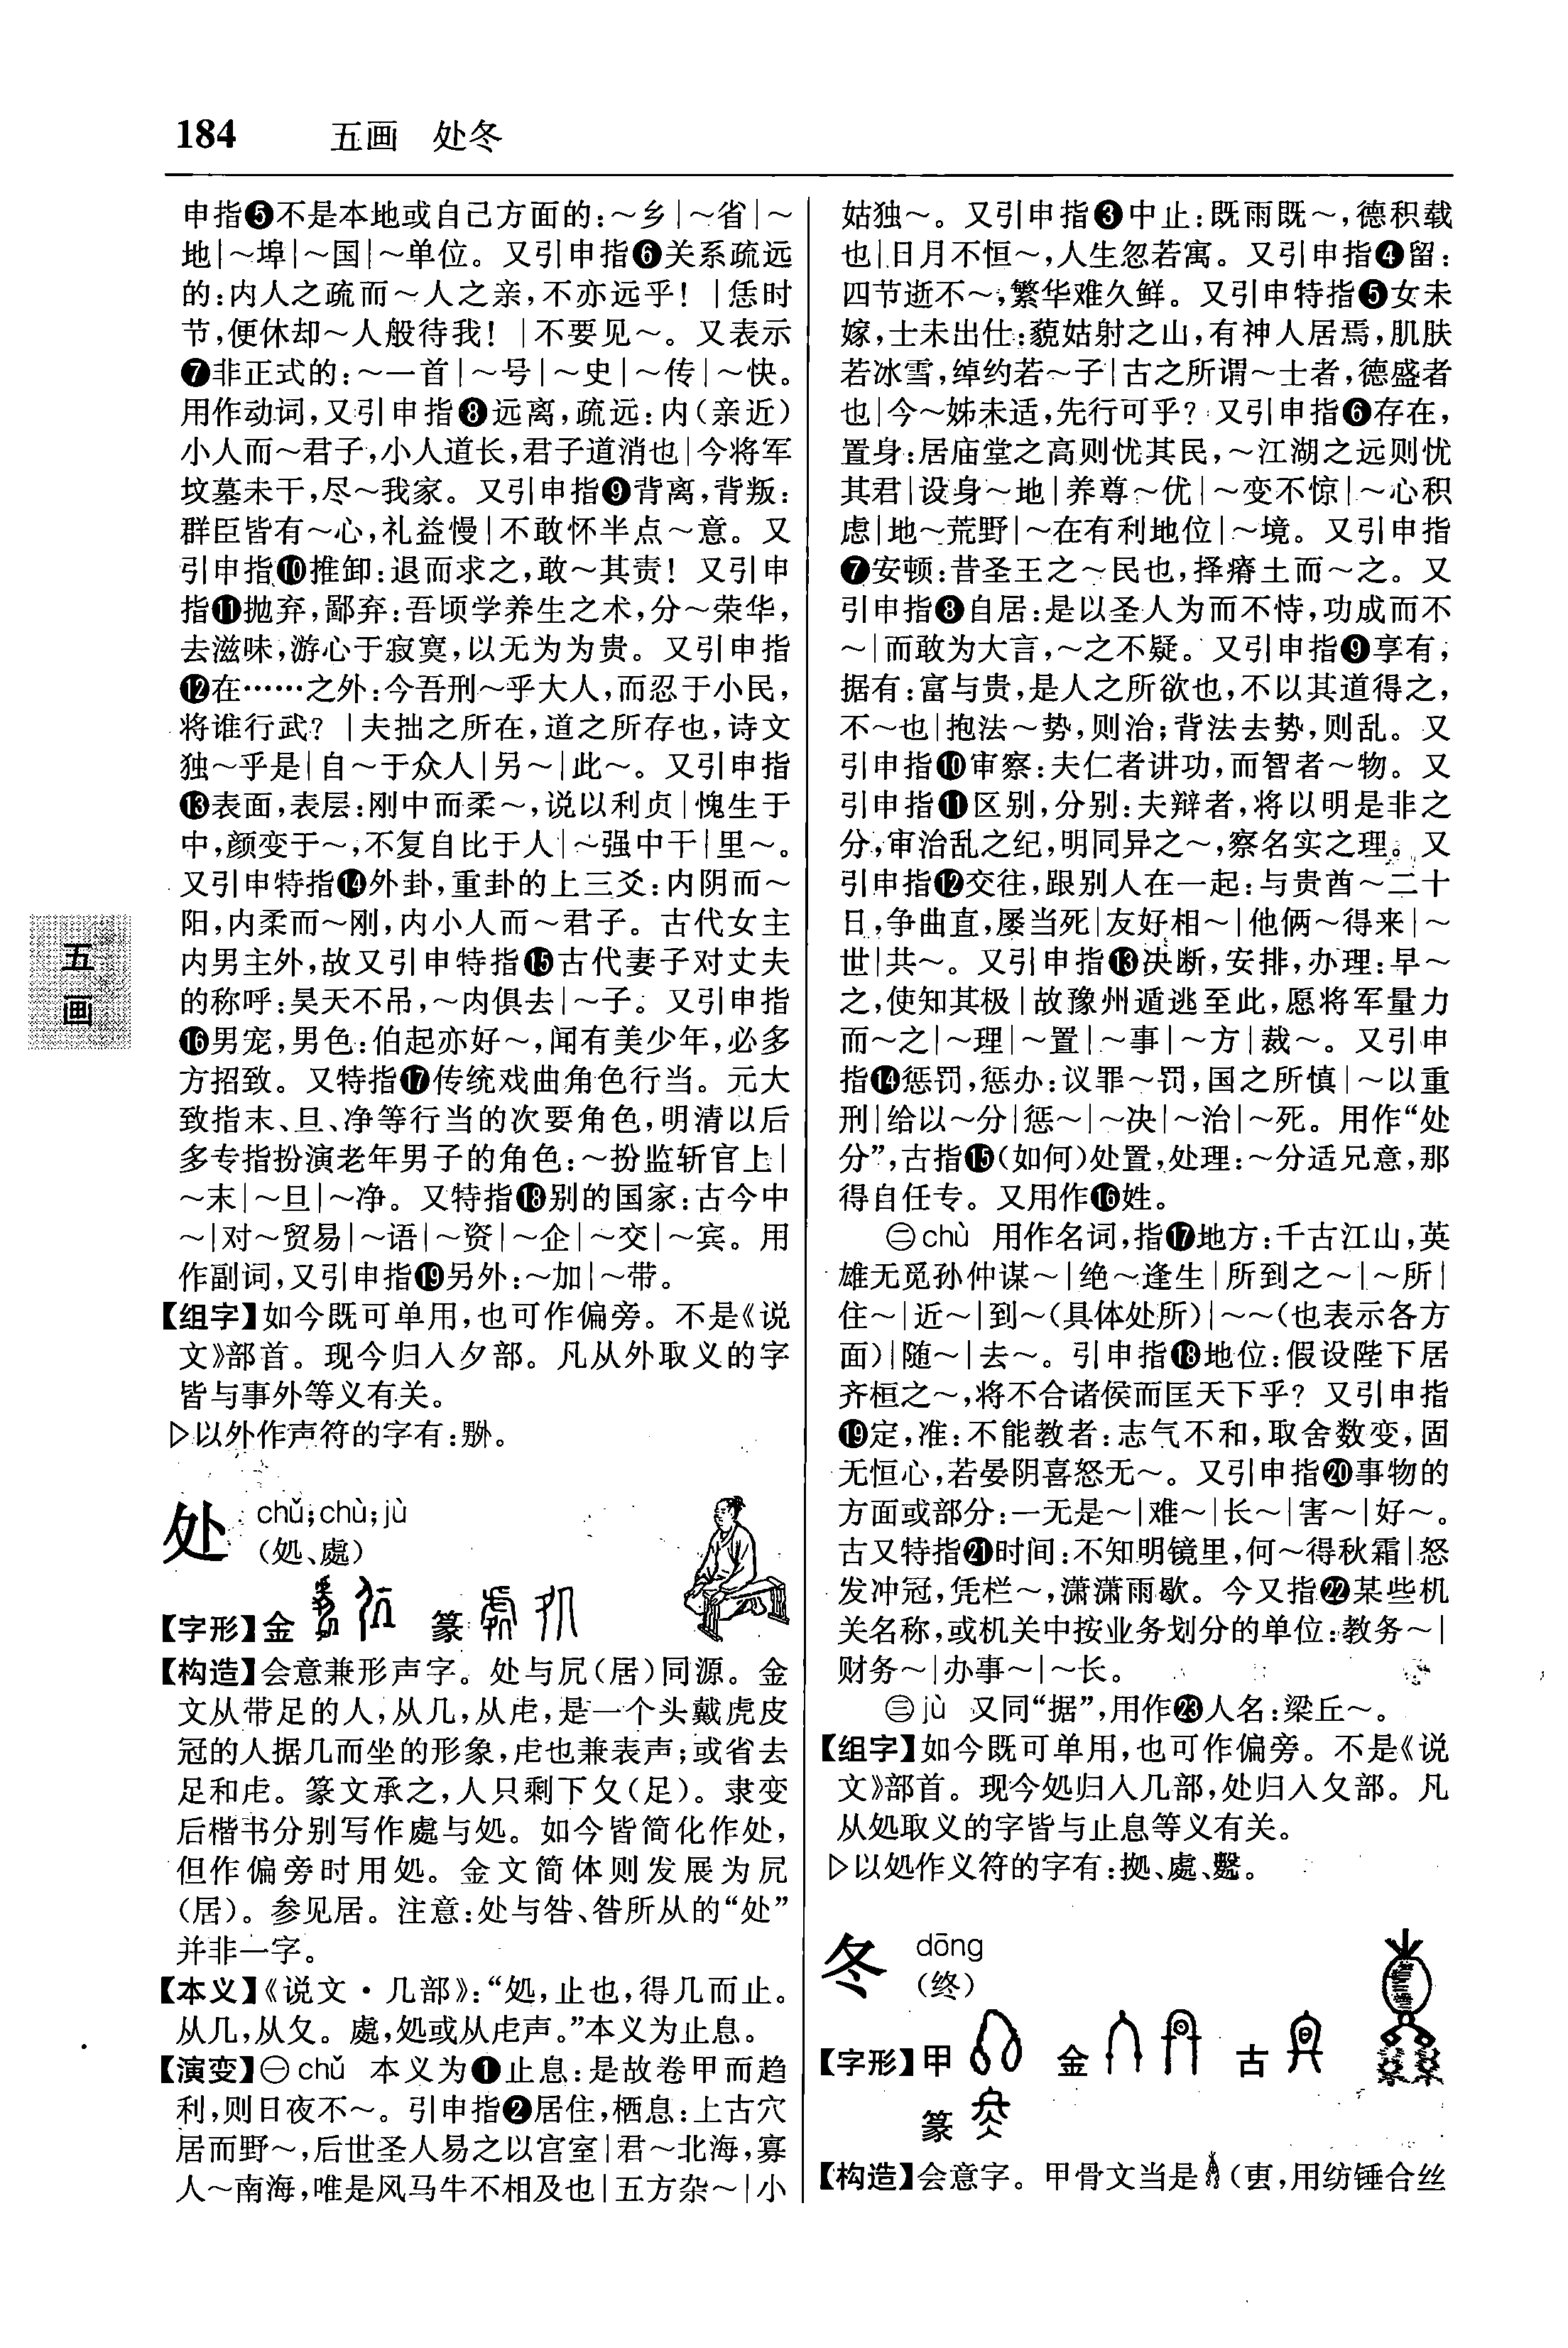 184 五画 处冬
申指❺不是本地或自己方面的:～乡|～省|～
地|～埠|～国|～单位。又引申指❻关系疏远
的:内人之疏而～人之亲,不亦远乎! |恁时
节,便休却～人般待我! |不要见～。又表示
❼非正式的:～一首|～号|～史|～传|～快。
用作动词,又引申指❽远离,疏远:内(亲近)
小人而～君子,小人道长,君子道消也|今将军
坟墓未干,尽～我家。又引申指❾背离,背叛:
群臣皆有～心,礼益慢|不敢怀半点～意。又
引申指❿推卸:退而求之,敢～其责! 又引申
指⓫抛弃,鄙弃:吾顷学养生之术,分～荣华,
去滋味,游心于寂寞,以无为为贵。又引申指
⓬在……之外:今吾刑～乎大人,而忍于小民,
将谁行武? |夫拙之所在,道之所存也,诗文
独～乎是|自～于众人|另～|此～。又引申指
⓭表面,表层:刚中而柔～,说以利贞|愧生于
中,颜变于～,不复自比于人|～强中干|里～。
又引申特指⓮外卦,重卦的上三爻:内阴而～
阳,内柔而～刚,内小人而～君子。古代女主
内男主外,故又引申特指⓯古代妻子对丈夫
的称呼:昊天不吊,～内俱去|～子。又引申指
⓰男宠,男色:伯起亦好～,闻有美少年,必多
方招致。又特指⓱传统戏曲角色行当。元大
致指末、旦、净等行当的次要角色,明清以后
多专指扮演老年男子的角色:～扮监斩官上|
～末|～旦|～净。又特指⓲别的国家:古今中
～|对～贸易|～语|～资|～企|～交|～宾。用
作副词,又引申指⓳另外:～加|～带。
【组字】如今既可单用,也可作偏旁。不是《说
文》部首。现今归入夕部。凡从外取义的字
皆与事外等义有关。
▷以外作声符的字有:夥。
处 chǔ;chù;jù
(処、處)
【字形】金 篆
【构造】会意兼形声字。处与凥(居)同源。金
文从带足的人,从几,从虍,是一个头戴虎皮
冠的人据几而坐的形象,虍也兼表声;或省去
足和虍。篆文承之,人只剩下夂(足)。隶变
后楷书分别写作處与処。如今皆简化作处,
但作偏旁时用処。金文简体则发展为凥
(居)。参见居。注意:处与咎、昝所从的“处”
并非一字。
【本义】《说文·几部》:“処,止也,得几而止。
从几,从夂。處,処或从虍声。”本义为止息。
【演变】㊀chǔ 本义为❶止息:是故卷甲而趋
利,则日夜不～。引申指❷居住,栖息:上古穴
居而野～,后世圣人易之以宫室|君～北海,寡
人～南海,唯是风马牛不相及也|五方杂～|小
姑独～。又引申指❸中止:既雨既～,德积载
也|日月不恒～,人生忽若寓。又引申指❹留:
四节逝不～,繁华难久鲜。又引申特指❺女未
嫁,士未出仕:藐姑射之山,有神人居焉,肌肤
若冰雪,绰约若～子|古之所谓～士者,德盛者
也|今～姊未适,先行可乎? 又引申指❻存在,
置身:居庙堂之高则忧其民,～江湖之远则忧
其君|设身～地|养尊～优|～变不惊|～心积
虑|地～荒野|～在有利地位|～境。又引申指
❼安顿:昔圣王之～民也,择瘠土而～之。又
引申指❽自居:是以圣人为而不恃,功成而不
～|而敢为大言,～之不疑。又引申指❾享有,
据有:富与贵,是人之所欲也,不以其道得之,
不～也|抱法～势,则治;背法去势,则乱。又
引申指❿审察:夫仁者讲功,而智者～物。又
引申指⓫区别,分别:夫辩者,将以明是非之
分,审治乱之纪,明同异之～,察名实之理。又
引申指⓬交往,跟别人在一起:与贵酋～二十
日,争曲直,屡当死|友好相～|他俩～得来|～
世|共～。又引申指⓭决断,安排,办理:早～
之,使知其极|故豫州遁逃至此,愿将军量力
而～之|～理|～置|～事|～方|裁～。又引申
指⓮惩罚,惩办:议罪～罚,国之所慎|～以重
刑|给以～分|惩～|～决|～治|～死。用作“处
分”,古指⓯(如何)处置,处理:～分适兄意,那
得自任专。又用作⓰姓。
㊁chù 用作名词,指⓱地方:千古江山,英
雄无觅孙仲谋～|绝～逢生|所到之～|～所|
住～|近～|到～(具体处所)|～～(也表示各方
面)|随～|去～。引申指⓲地位:假设陛下居
齐桓之～,将不合诸侯而匡天下乎? 又引申指
⓳定,准:不能教者:志气不和,取舍数变,固
无恒心,若晏阴喜怒无～。又引申指⓴事物的
方面或部分:一无是～|难～|长～|害～|好～。
古又特指㉑时间:不知明镜里,何～得秋霜|怒
发冲冠,凭栏～,潇潇雨歇。今又指㉒某些机
关名称,或机关中按业务划分的单位:教务～|
财务～|办事～|～长。
㊂jù 又同“据”,用作㉓人名:梁丘～。
【组字】如今既可单用,也可作偏旁。不是《说
文》部首。现今処归入几部,处归入夂部。凡
从処取义的字皆与止息等义有关。
▷以処作义符的字有:拠、處、
冬 dōng
(终)
【字形】甲 金 古
篆
【构造】会意字。甲骨文当是(叀,用纺锤合丝
五
画